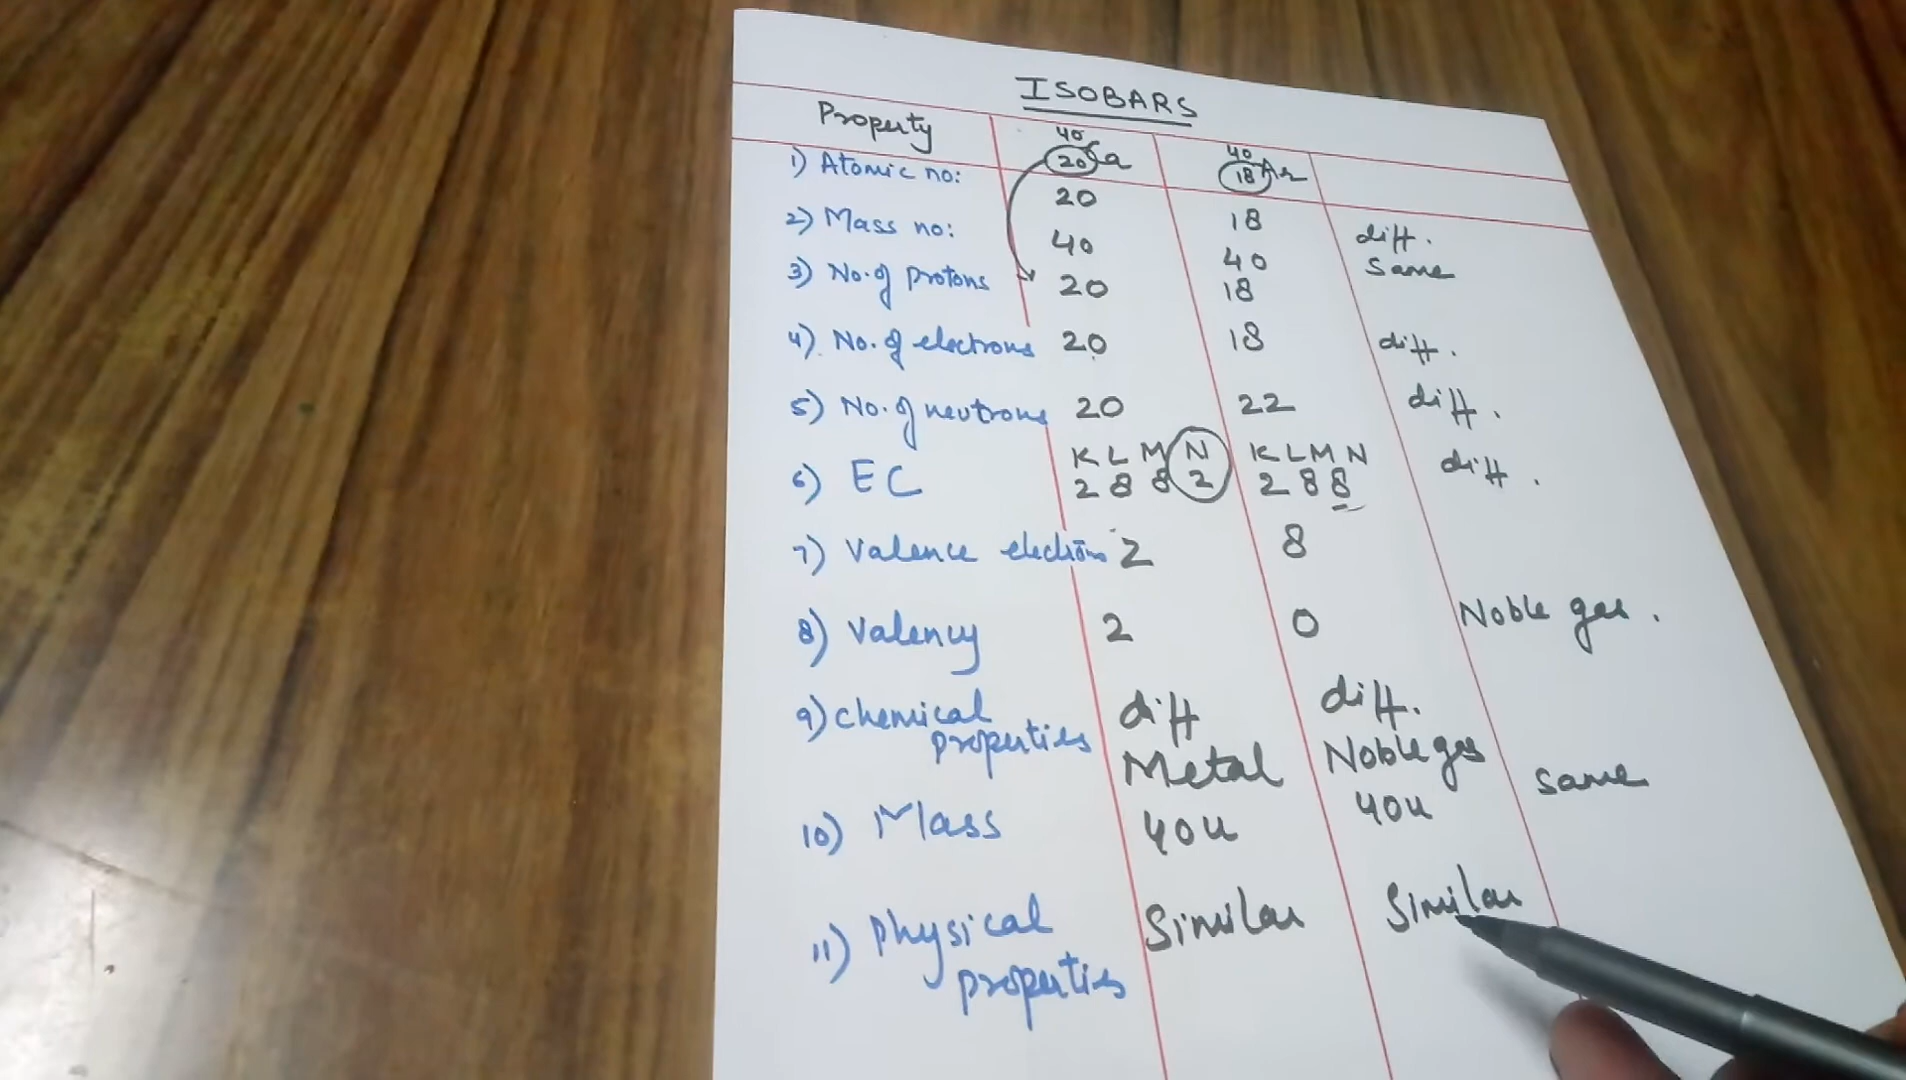 ISOBARS
Property 40 20 Ca 40 18 Ar
1) Atomic no: 20 18 diff.
2) Mass no: 40 40 Same
3) No. of protons 20 18
4) No. of electrons 20 18 diff.
5) No. of neutrons 20 22 diff.
6) EC K L M N K L M N diff.
2 8 8 2 2 8 8
7) Valence electrons 2 8
8) Valency 2 0 Noble gas.
9) Chemical properties diff diff.
Metal Noble gas
10) Mass 40u 40u same
11) Physical properties Similar Similar